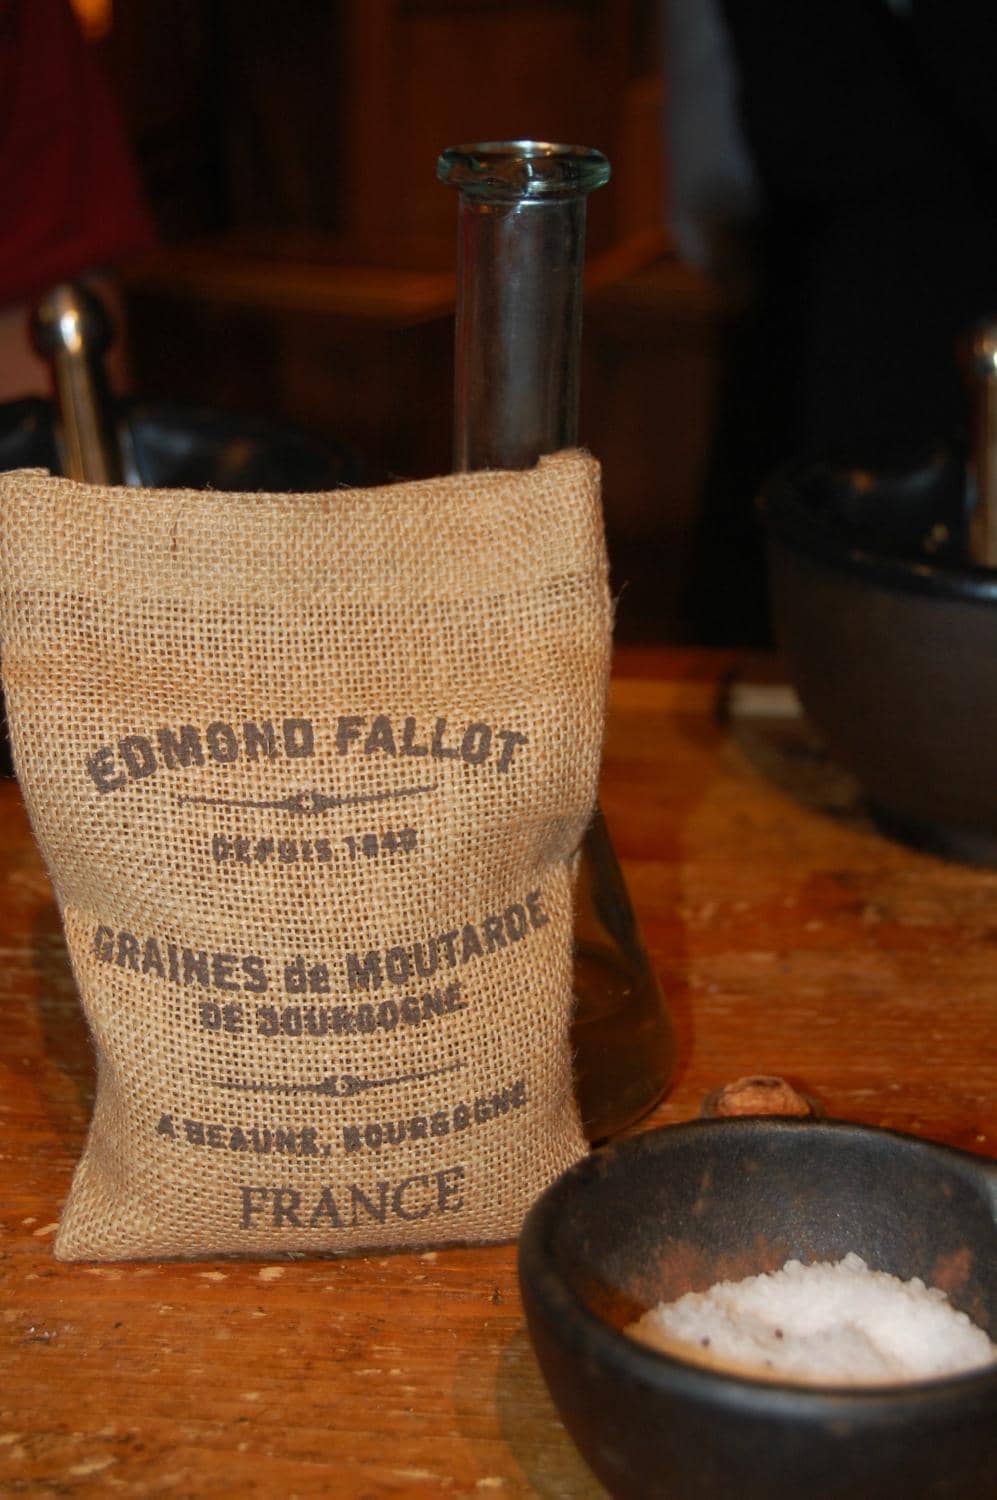 EDMOND FALLOT
DEPUIS 1840
GRAINES de MOUTARDE
DE BOURGOGNE
A BEAUNE, BOURGOGNE
FRANCE